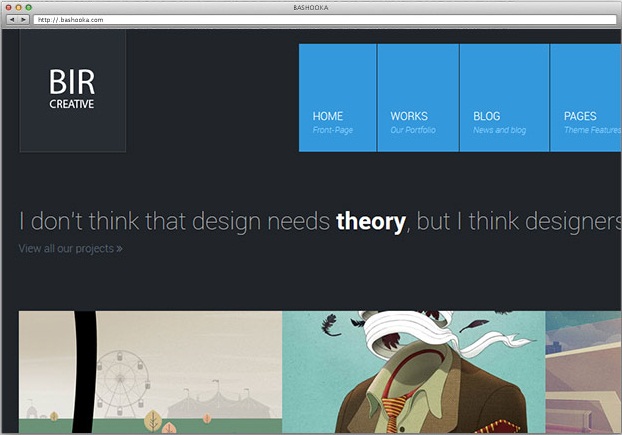 BASHOOKA
http://.bashooka.com
BIR
CREATIVE
HOME
Front-Page
WORKS
Our Portfolio
BLOG
News and blog
PAGES
Theme Features
I don't think that design needs theory, but I think designers
View all our projects »